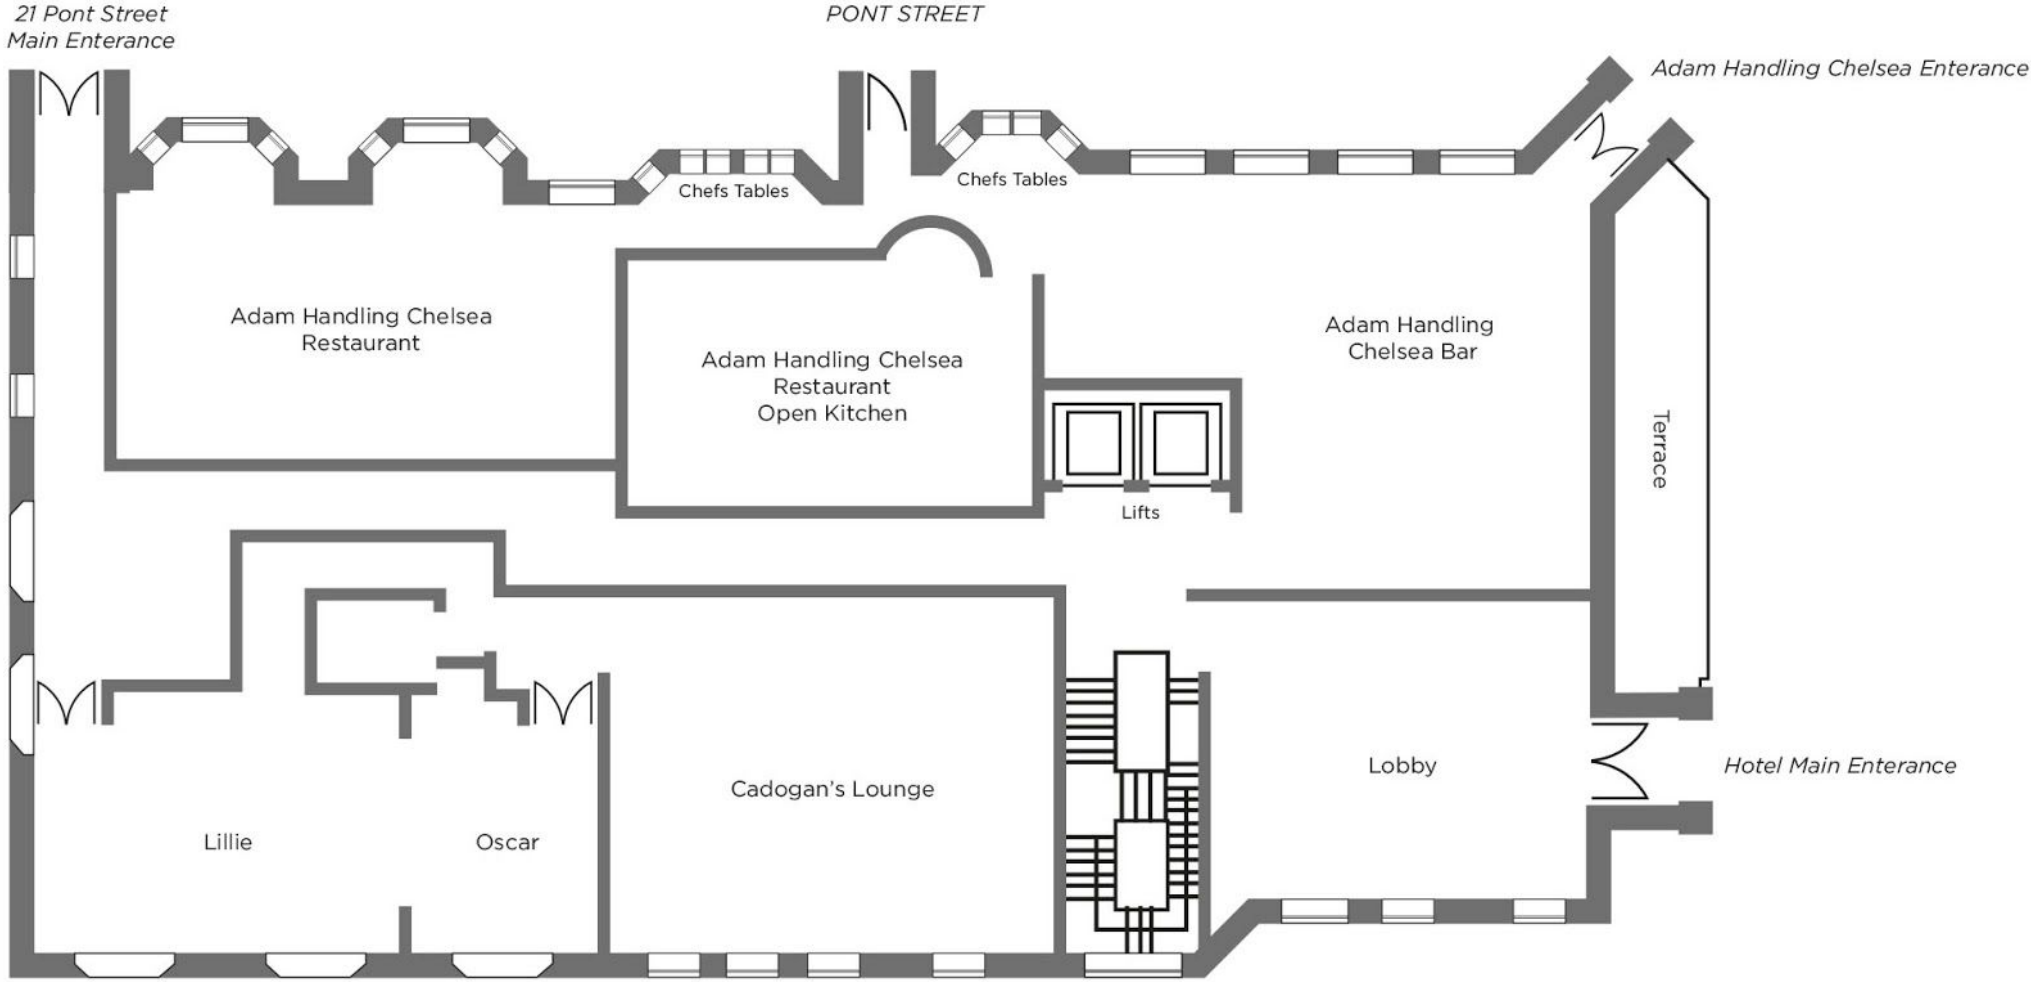 21 Pont Street
Main Enterance
PONT STREET
Adam Handling Chelsea Enterance
Chefs Tables
Chefs Tables
Adam Handling Chelsea
Restaurant
Adam Handling Chelsea
Restaurant
Open Kitchen
Adam Handling
Chelsea Bar
Terrace
Lifts
Lillie
Oscar
Cadogan's Lounge
Lobby
Hotel Main Enterance